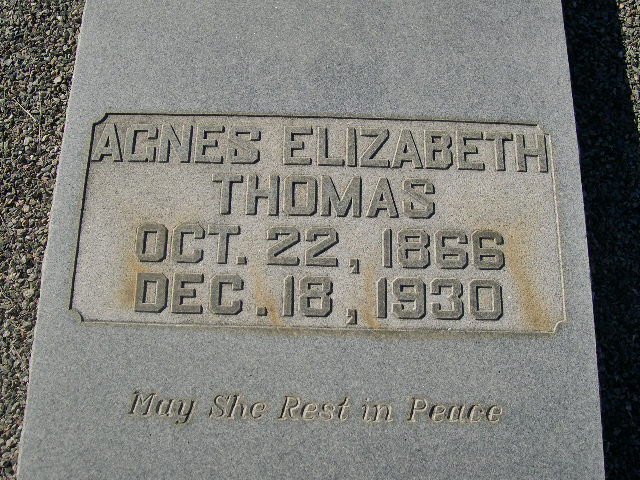 AGNES ELIZABETH
THOMAS
OCT. 22, 1866
DEC. 18, 1930
May She Rest in Peace